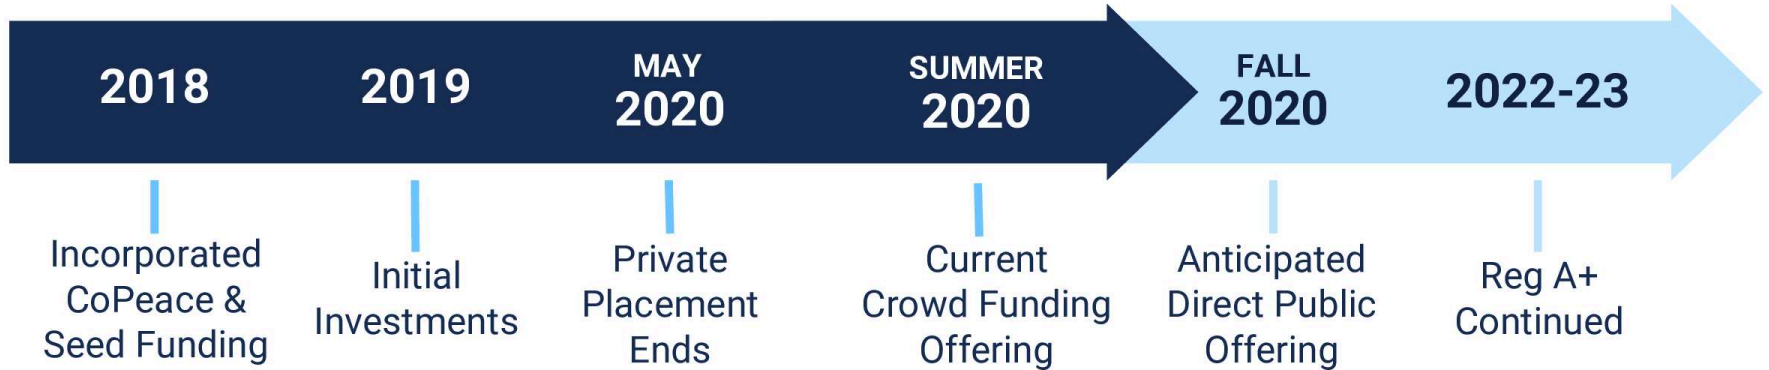 2018
2019
MAY
2020
SUMMER
2020
FALL
2020
2022-23
Incorporated
CoPeace &
Seed Funding
Initial
Investments
Private
Placement
Ends
Current
Crowd Funding
Offering
Anticipated
Direct Public
Offering
Reg A+
Continued